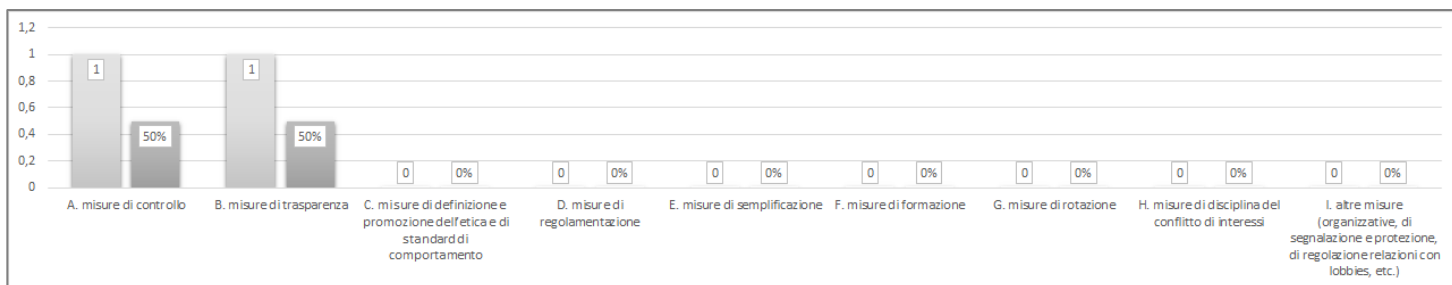 1,2
1
0,8
0,6
0,4
0,2
0
1
50%
1
50%
0
0%
0
0%
0
0%
0
0%
0
0%
0
0%
0
0%
A. misure di controllo
B. misure di trasparenza
C. misure di definizione e
promozione dell'etica e di
standard di
comportamento
D. misure di
regolamentazione
E. misure di semplificazione
F. misure di formazione
G. misure di rotazione
H. misure di disciplina del
conflitto di interessi
I. altre misure
(organizzative, di
segnalazione e protezione,
di regolazione relazioni con
lobbies, etc.)